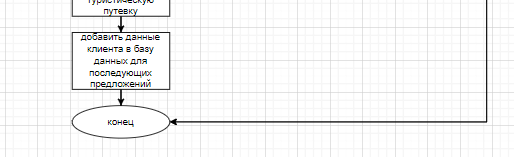 туристическую
путевку
добавить данные
клиента в базу
данных для
последующих
предложений
конец